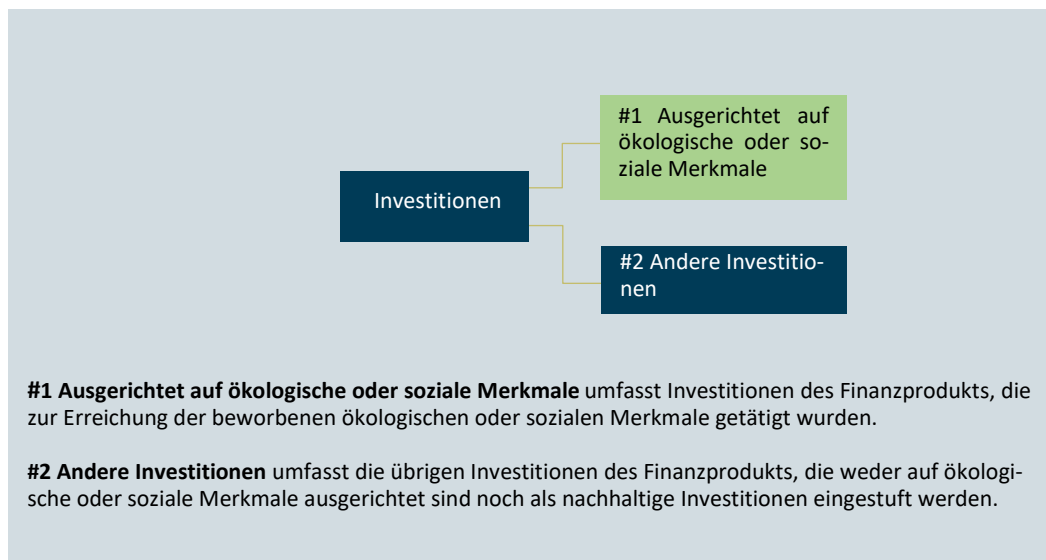 #1 Ausgerichtet auf
ökologische oder so-
ziale Merkmale
Investitionen
#2 Andere Investitio-
nen
#1 Ausgerichtet auf ökologische oder soziale Merkmale umfasst Investitionen des Finanzprodukts, die
zur Erreichung der beworbenen ökologischen oder sozialen Merkmale getätigt wurden.
#2 Andere Investitionen umfasst die übrigen Investitionen des Finanzprodukts, die weder auf ökologi-
sche oder soziale Merkmale ausgerichtet sind noch als nachhaltige Investitionen eingestuft werden.